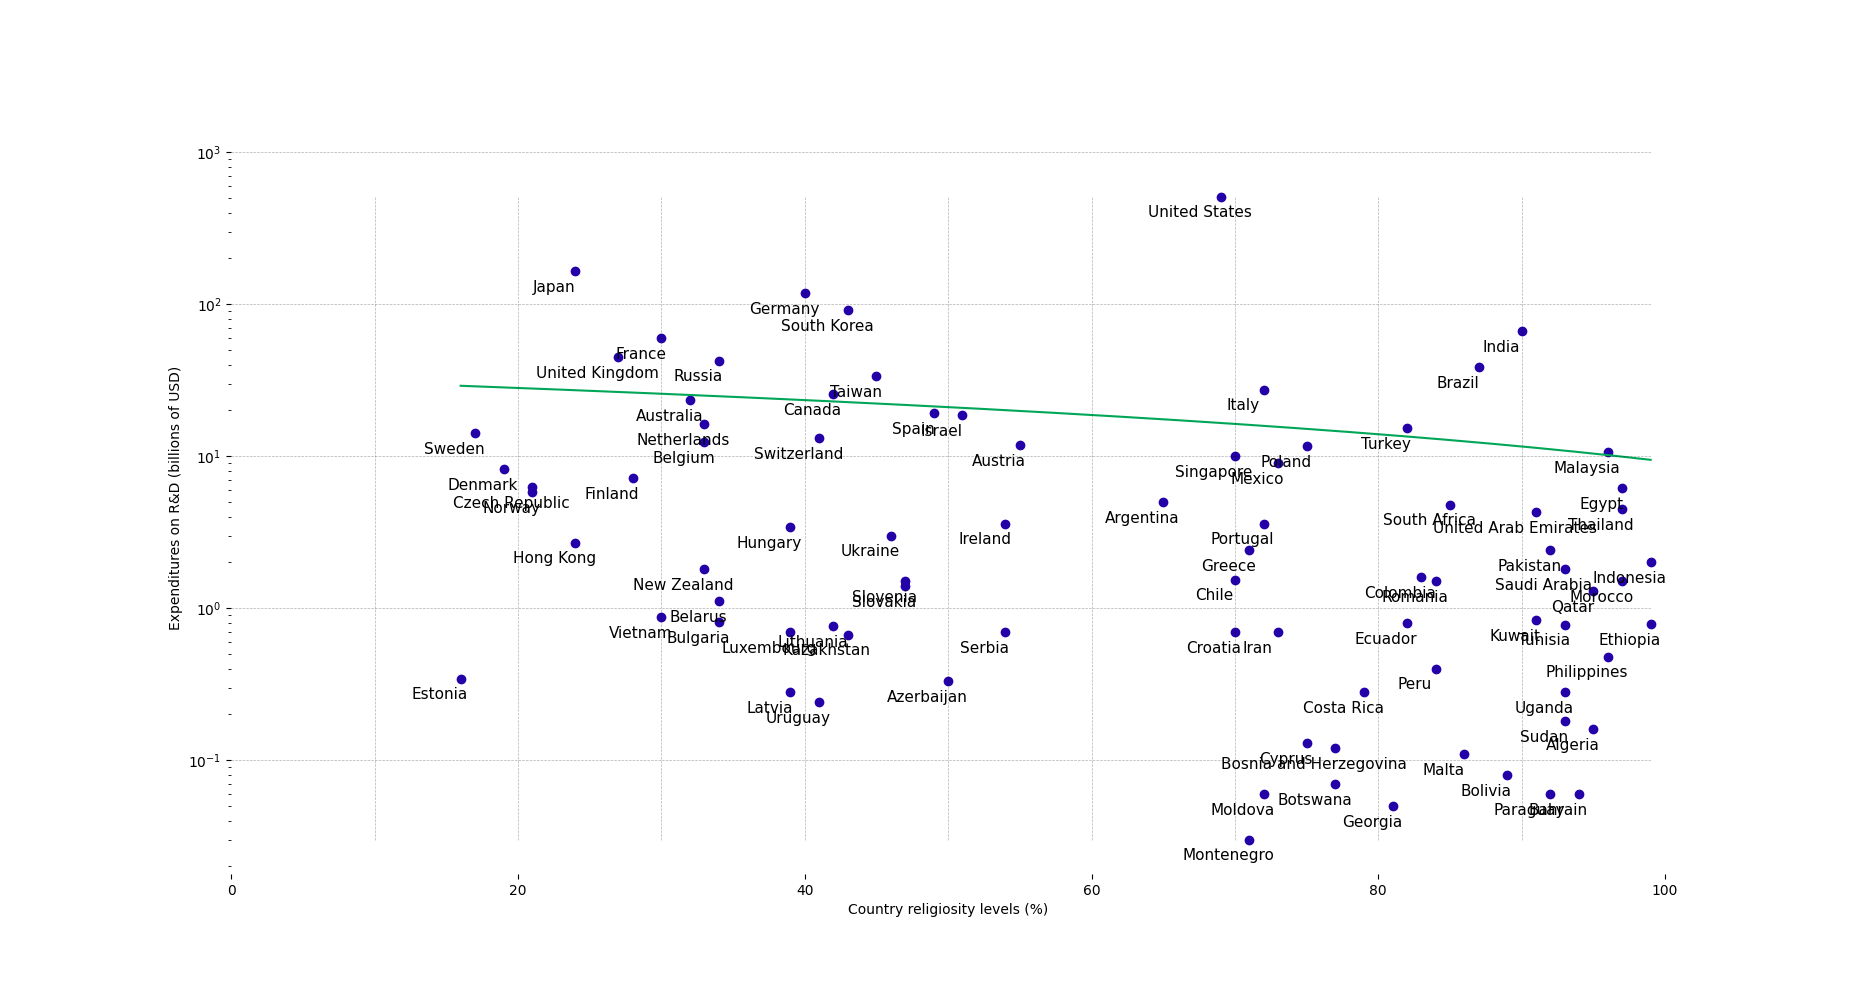 10³
United States
Japan
10²
Germany
South Korea
France
India
United Kingdom
Russia
Brazil
Taiwan
Canada
Italy
Australia
Spain
Israel
Netherlands
Turkey
Sweden
Switzerland
Belgium
10¹
Austria
Poland
Malaysia
Singapore
Mexico
Denmark
Finland
Czech Republic
Norway
Egypt
Argentina
South Africa
Thailand
United Arab Emirates
Hungary
Ireland
Portugal
Ukraine
Hong Kong
Greece
Pakistan
Indonesia
New Zealand
Saudi Arabia
Chile
Colombia
Romania
Morocco
Slovenia
Slovakia
10⁰
Qatar
Belarus
Vietnam
Bulgaria
Kuwait
Tunisia
Ethiopia
Ecuador
Lithuania
Luxembourg
Kazakhstan
Serbia
Croatia
Iran
Philippines
Peru
Estonia
Azerbaijan
Latvia
Uruguay
Costa Rica
Uganda
Sudan
Algeria
10⁻¹
Cyprus
Bosnia and Herzegovina
Malta
Bolivia
Botswana
Moldova
Paraguay
Bahrain
Georgia
Montenegro
0 20 40 60 80 100
Country religiosity levels (%)
Expenditures on R&D (billions of USD)